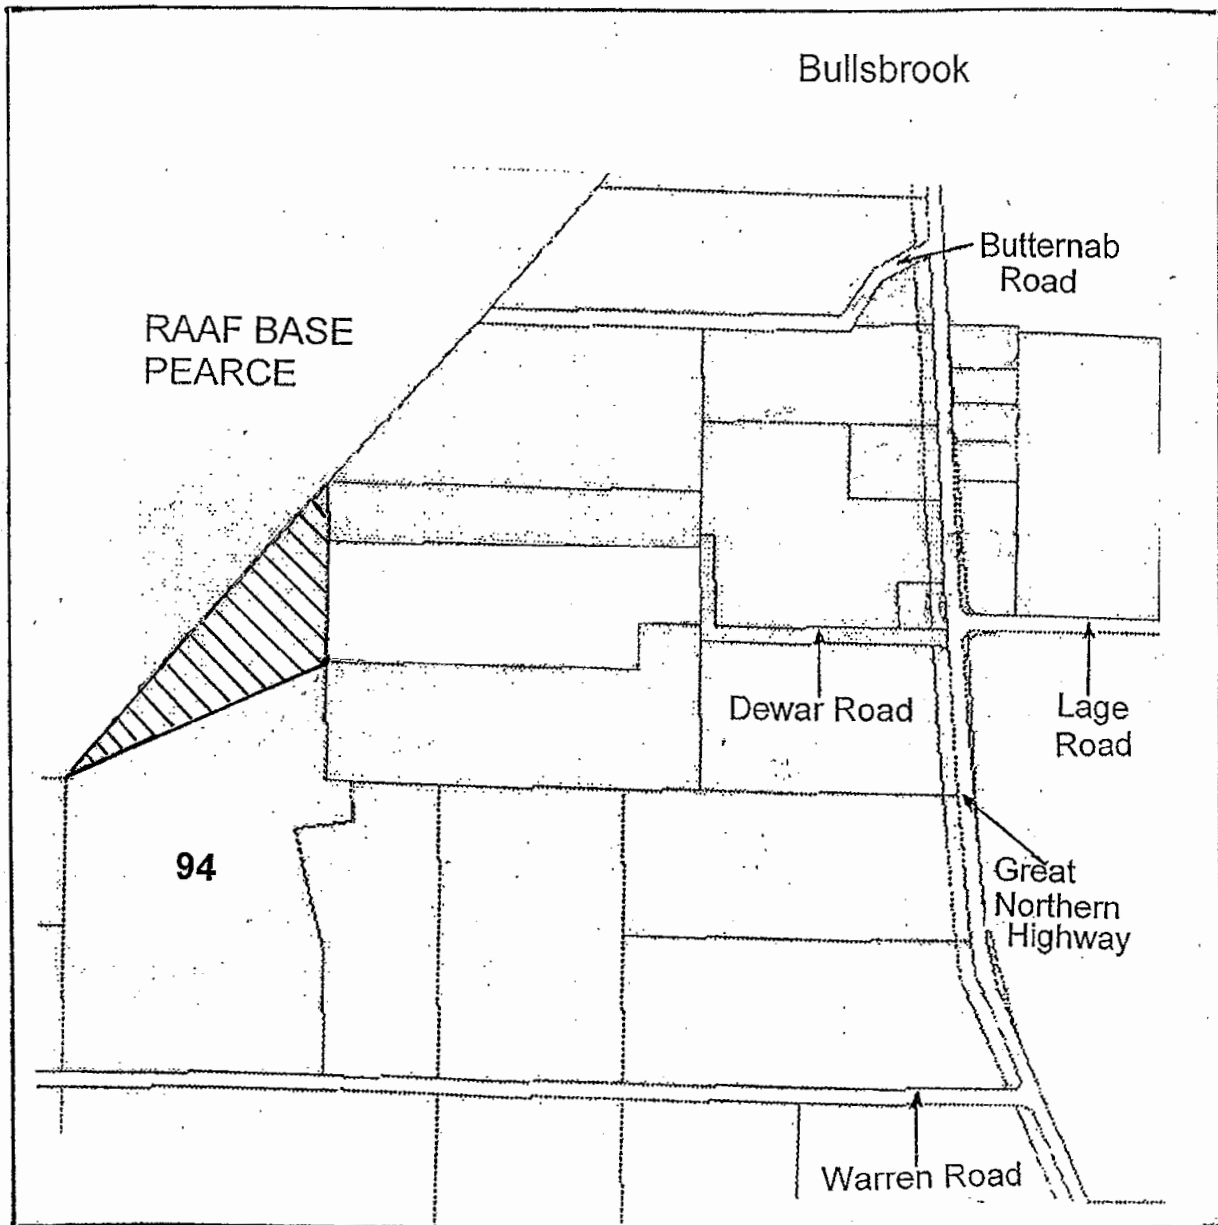 Bullsbrook
Butternab
Road
RAAF BASE
PEARCE
Dewar Road
Lage
Road
94
Great
Northern
Highway
Warren Road